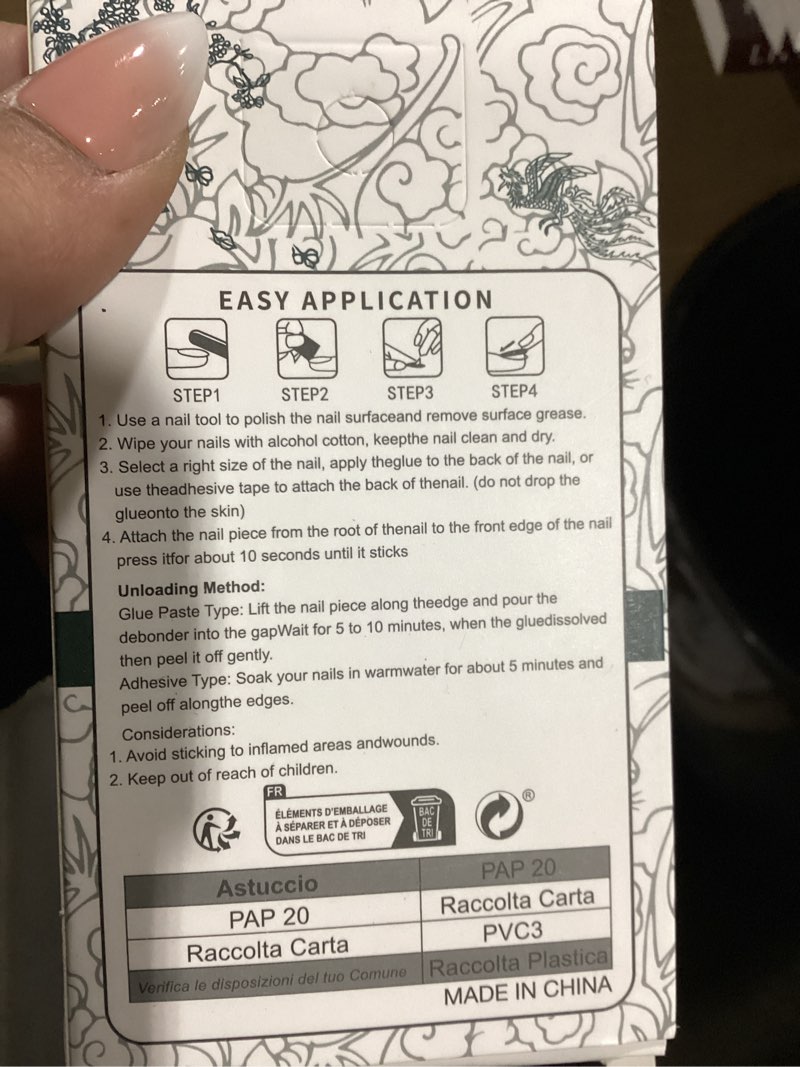 EASY APPLICATION
STEP1 STEP2 STEP3 STEP4
1. Use a nail tool to polish the nail surfaceand remove surface grease.
2. Wipe your nails with alcohol cotton, keepthe nail clean and dry.
3. Select a right size of the nail, apply theglue to the back of the nail, or
use theadhesive tape to attach the back of thenail. (do not drop the
glueonto the skin)
4. Attach the nail piece from the root of thenail to the front edge of the nail
press itfor about 10 seconds until it sticks
Unloading Method:
Glue Paste Type: Lift the nail piece along theedge and pour the
debonder into the gapWait for 5 to 10 minutes, when the gluedissolved
then peel it off gently.
Adhesive Type: Soak your nails in warmwater for about 5 minutes and
peel off alongthe edges.
Considerations:
1. Avoid sticking to inflamed areas andwounds.
2. Keep out of reach of children.
FR
ÉLÉMENTS D'EMBALLAGE
À SÉPARER ET À DÉPOSER
DANS LE BAC DE TRI
BAC
DE
TRI
®
Astuccio
PAP 20
Raccolta Carta
Verifica le disposizioni del tuo Comune
PAP 20
Raccolta Carta
PVC3
Raccolta Plastica
MADE IN CHINA